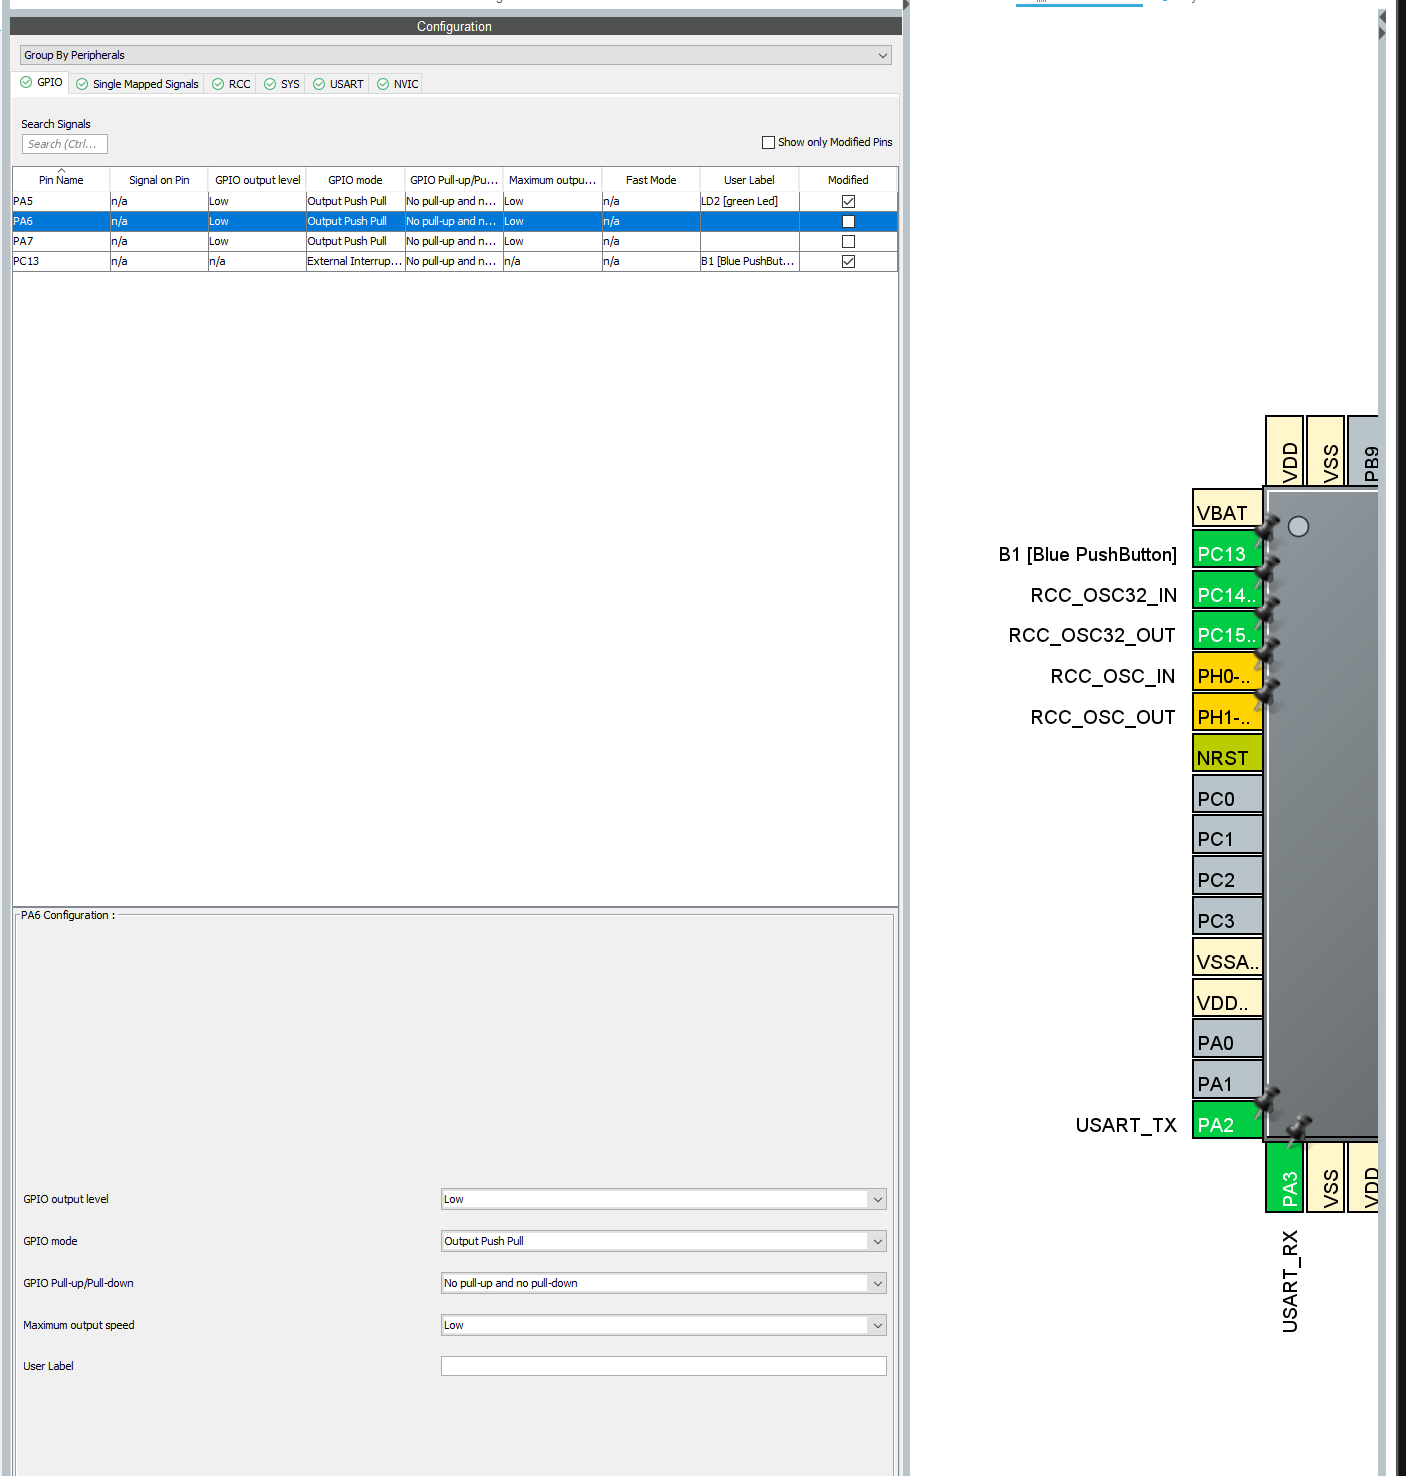 Configuration
Group By Peripherals
GPIO Single Mapped Signals RCC SYS USART NVIC
Search Signals
Search (Ctrl... Show only Modified Pins
Pin Name Signal on Pin GPIO output level GPIO mode GPIO Pull-up/Pu... Maximum outpu... Fast Mode User Label Modified
PA5 n/a Low Output Push Pull No pull-up and n... Low n/a LD2 [green Led]
PA6 n/a Low Output Push Pull No pull-up and n... Low n/a
PA7 n/a Low Output Push Pull No pull-up and n... Low n/a
PC13 n/a n/a External Interrup... No pull-up and n... n/a n/a B1 [Blue PushBut...
PA6 Configuration :
GPIO output level Low
GPIO mode Output Push Pull
GPIO Pull-up/Pull-down No pull-up and no pull-down
Maximum output speed Low
User Label
VDD VSS PB9
VBAT
B1 [Blue PushButton] PC13
RCC_OSC32_IN PC14..
RCC_OSC32_OUT PC15..
RCC_OSC_IN PH0-..
RCC_OSC_OUT PH1-..
NRST
PC0
PC1
PC2
PC3
VSSA..
VDD..
PA0
PA1
USART_TX PA2
PA3 VSS VDD
USART_RX